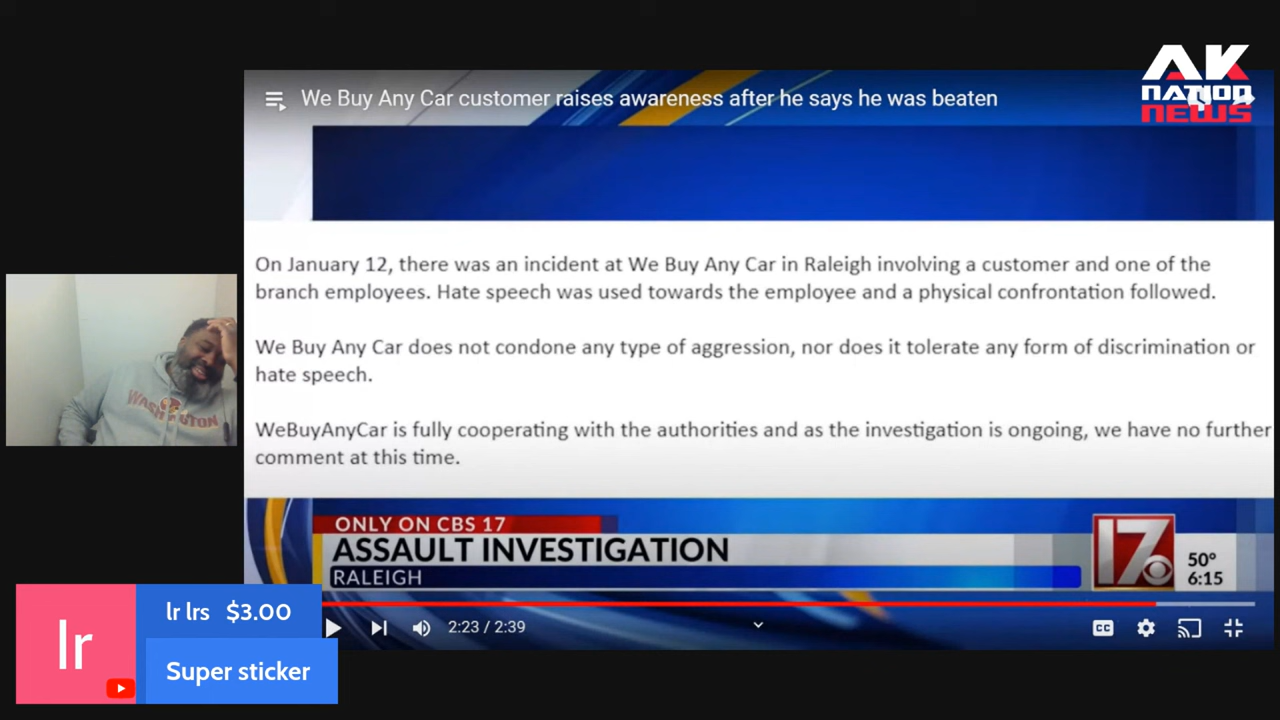 AK
NATION
NEWS
We Buy Any Car customer raises awareness after he says he was beaten
On January 12, there was an incident at We Buy Any Car in Raleigh involving a customer and one of the
branch employees. Hate speech was used towards the employee and a physical confrontation followed.
We Buy Any Car does not condone any type of aggression, nor does it tolerate any form of discrimination or
hate speech.
WeBuyAnyCar is fully cooperating with the authorities and as the investigation is ongoing, we have no further
comment at this time.
WASHINGTON
ONLY ON CBS 17
ASSAULT INVESTIGATION
RALEIGH
17
50°
6:15
lr
lr lrs $3.00
Super sticker
2:23 / 2:39
CC